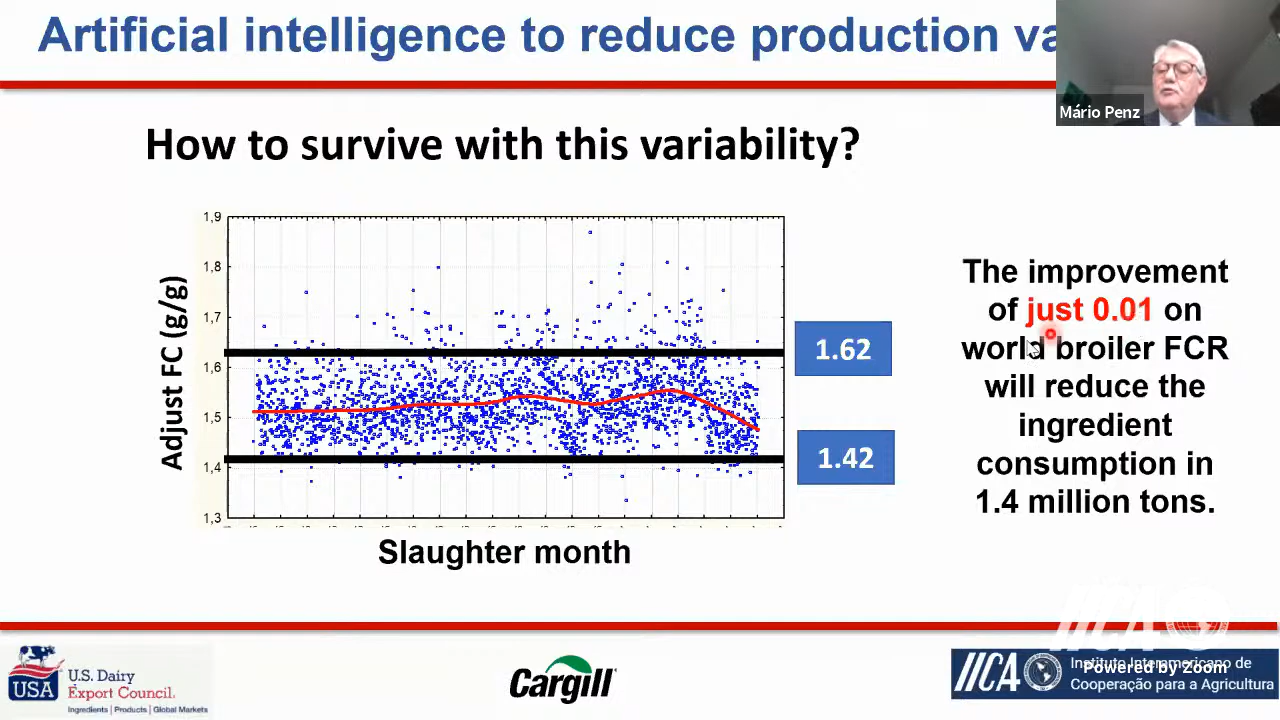 Artificial intelligence to reduce production va
Mário Penz
How to survive with this variability?
1,9
1,8
1,7
1,6
1,5
1,4
1,3
Adjust FC (g/g)
Slaughter month
1.62
1.42
The improvement
of just 0.01 on
world broiler FCR
will reduce the
ingredient
consumption in
1.4 million tons.
USA
U.S. Dairy
Export Council.
Ingredients | Products | Global Markets
Cargill
IICA
IICA
Instituto Interamericano de
Cooperação para a Agricultura
Powered by Zoom